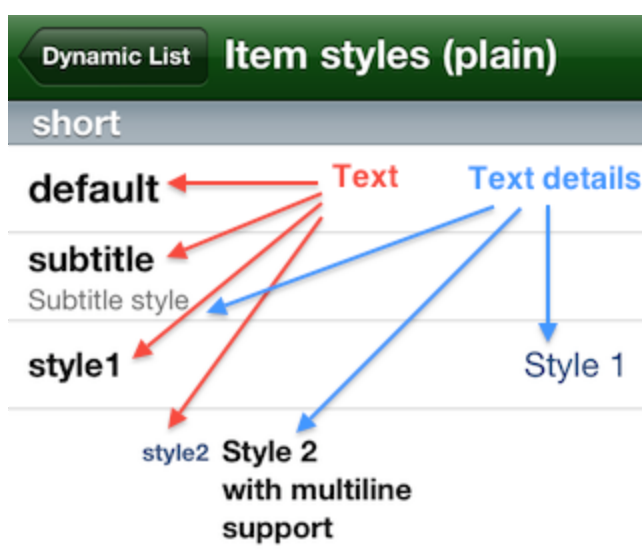 Dynamic List Item styles (plain)
short
default Text Text details
subtitle
Subtitle style
style1 Style 1
style2 Style 2
with multiline
support